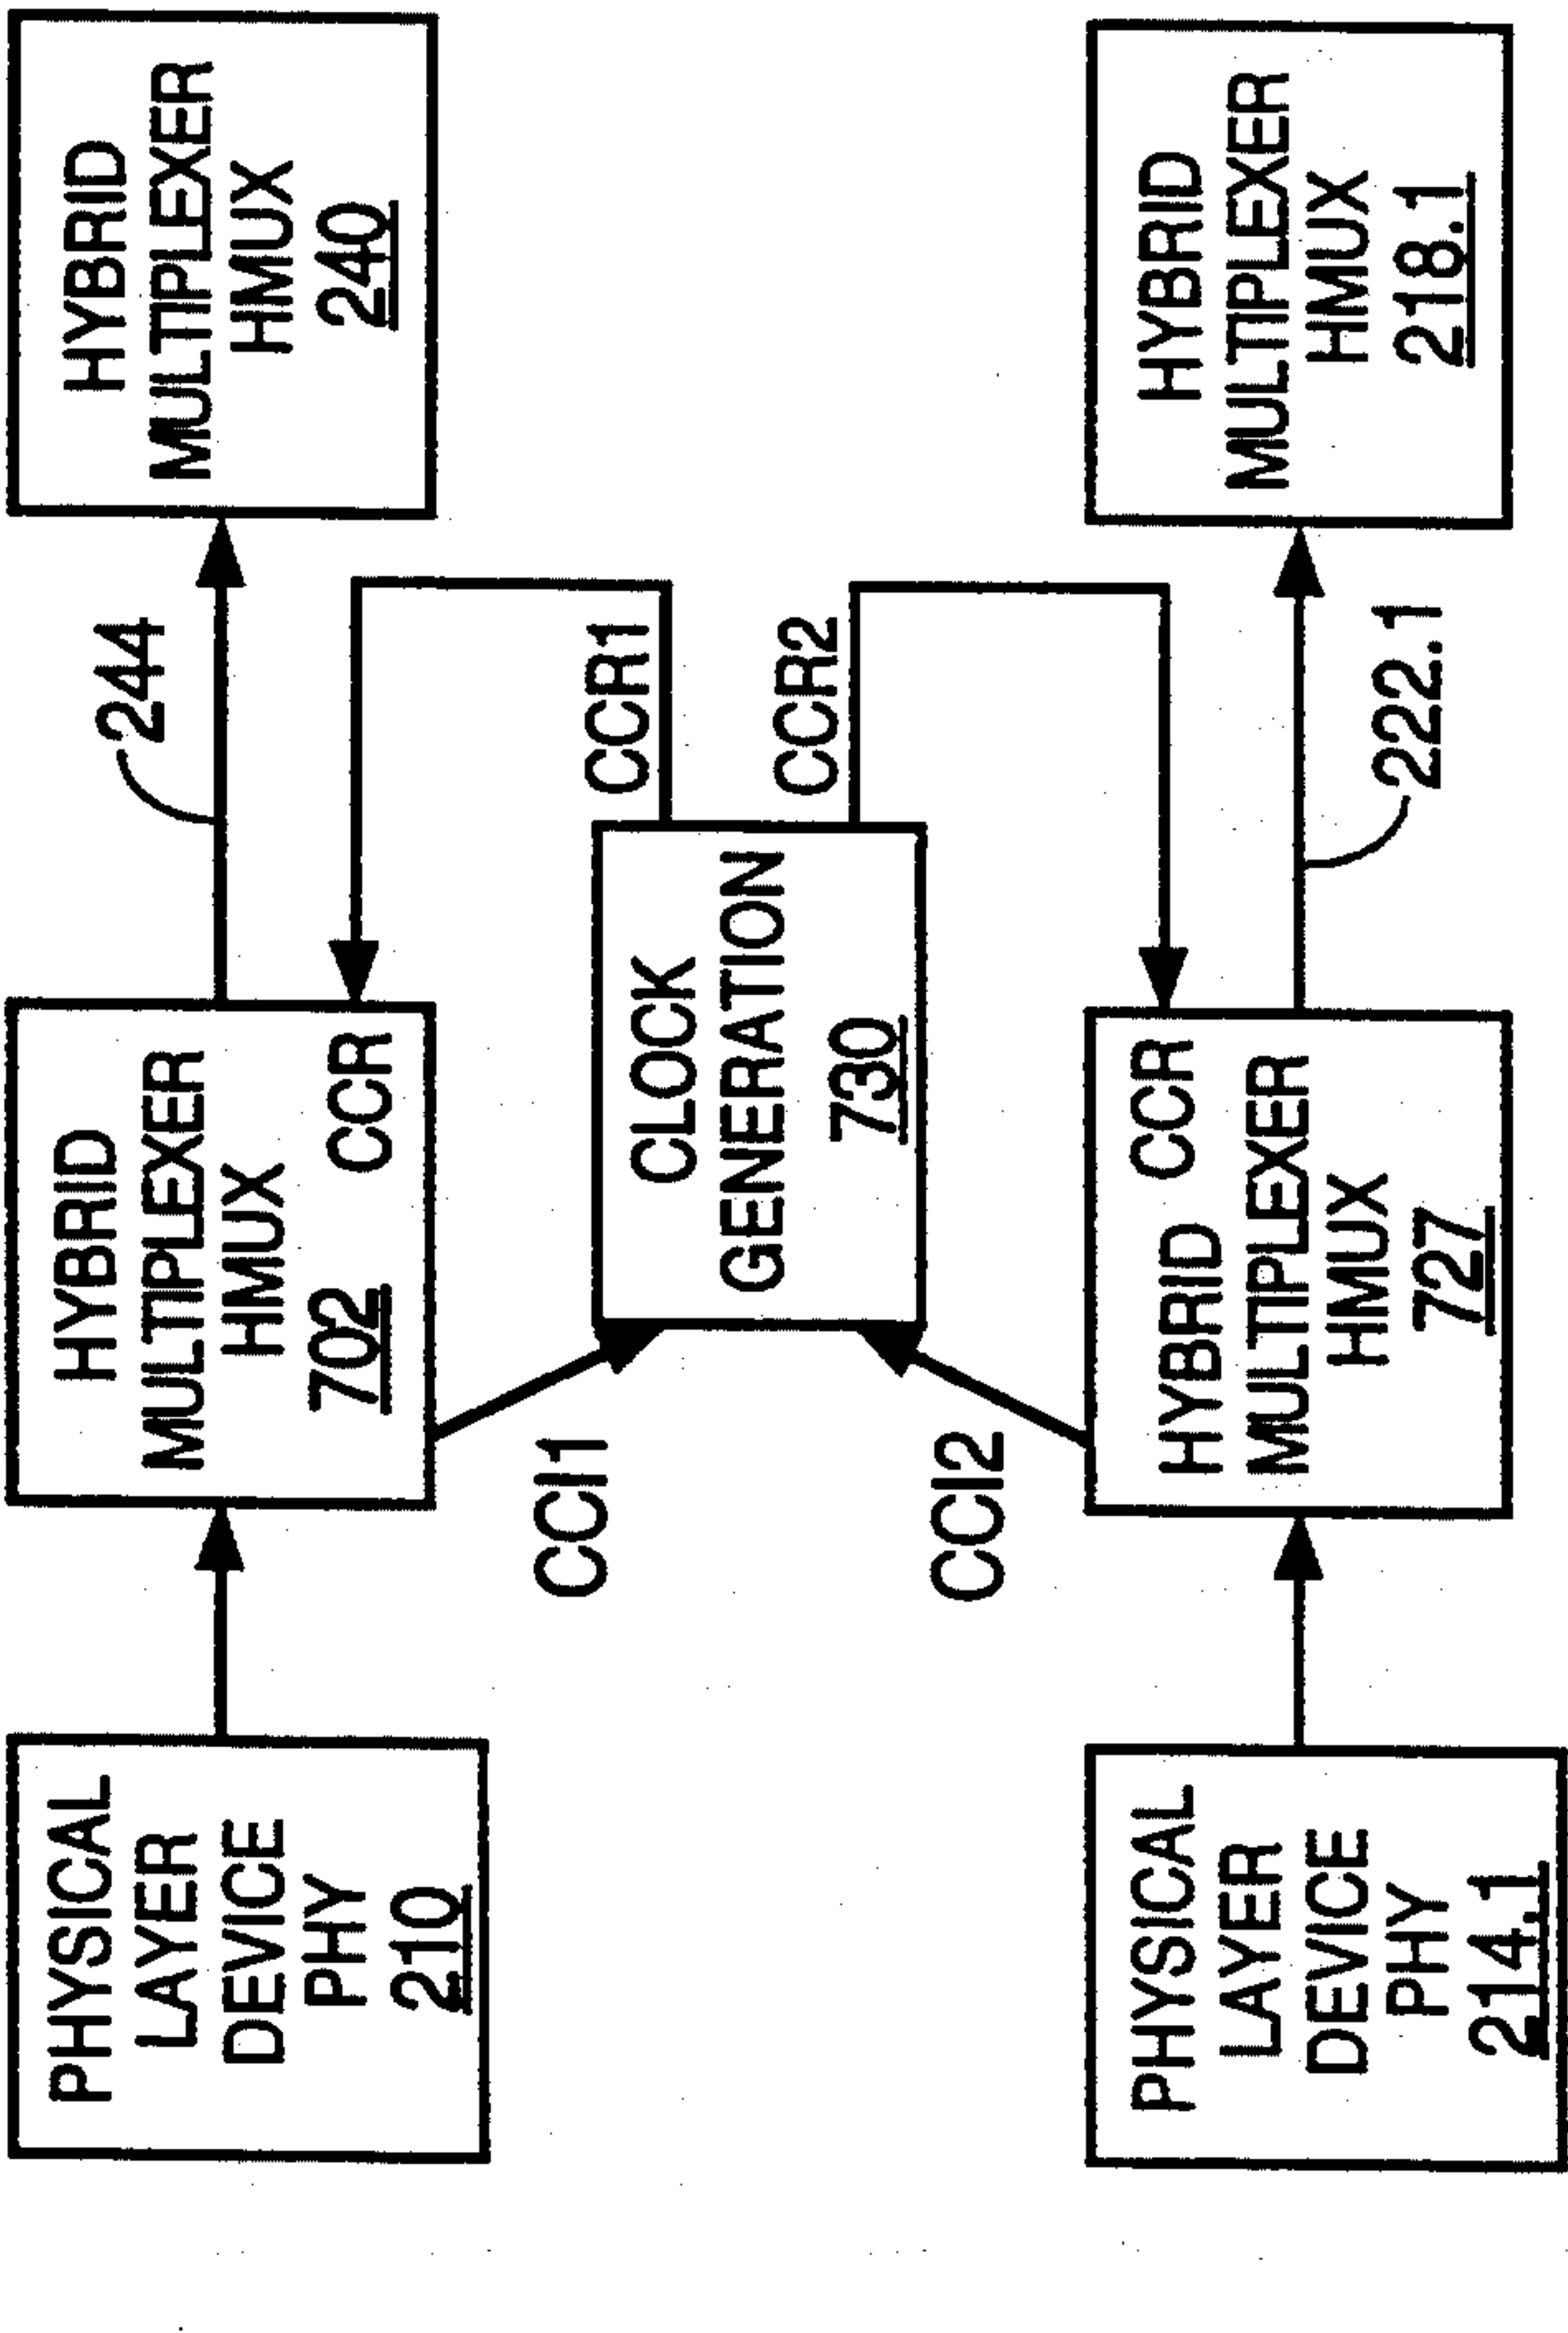 PHYSICAL
LAYER
DEVICE
PHY
210
HYBRID
MULTIPLEXER
HMUX
702
CCR
244
HYBRID
MULTIPLEXER
HMUX
240
CCI1
CCR1
CLOCK
GENERATION
730
CCI2
CCR2
PHYSICAL
LAYER
DEVICE
PHY
214.1
CCR
HYBRID
MULTIPLEXER
HMUX
727
222.1
HYBRID
MULTIPLEXER
HMUX
218.1